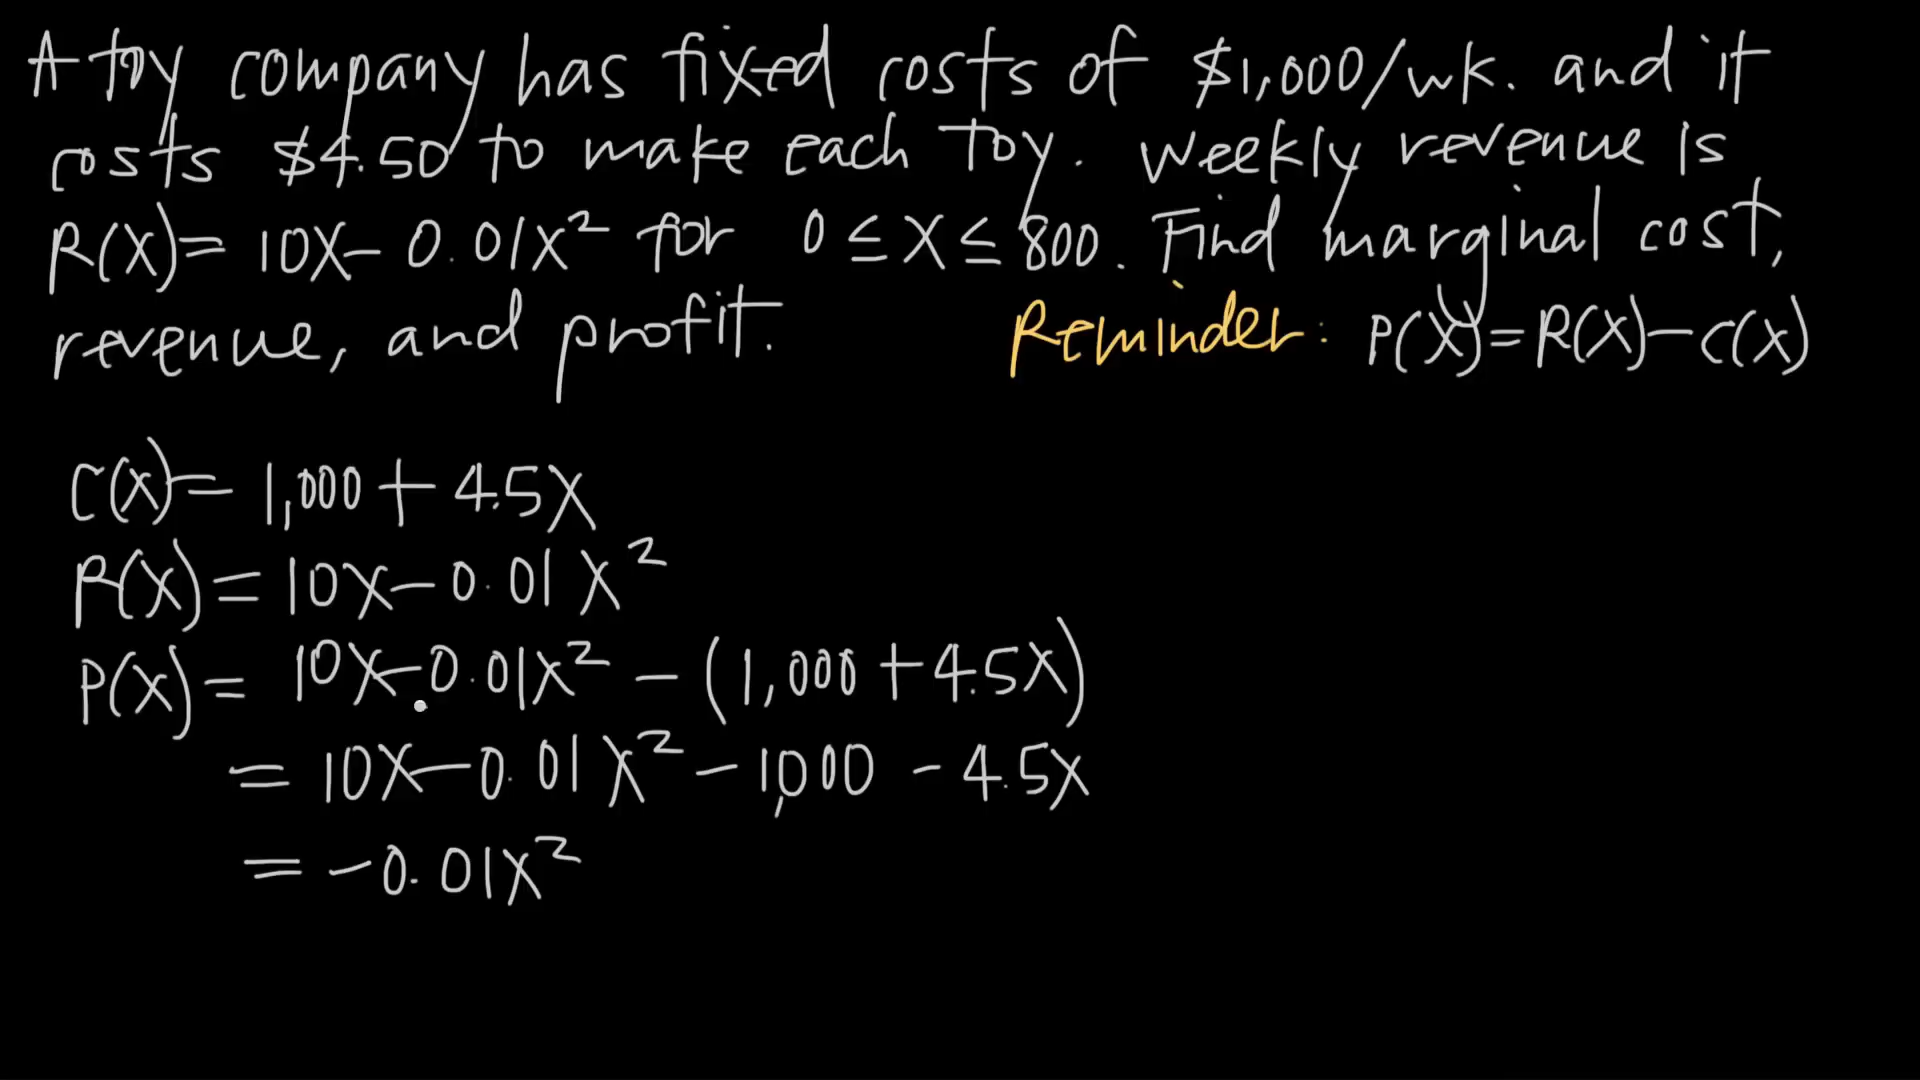 A toy company has fixed costs of $1,000/wk. and it
costs $4.50 to make each toy. Weekly revenue is
R(x)= 10x- 0.01x² for 0 ≤ x ≤ 800. Find marginal cost,
revenue, and profit. Reminder: P(x)=R(x)-C(x)
C(x)= 1,000 + 4.5x
R(x)= 10x-0.01x²
P(x)= 10x-0.01x² - (1,000 + 4.5x)
= 10x-0.01x² - 1,000 - 4.5x
= -0.01x²